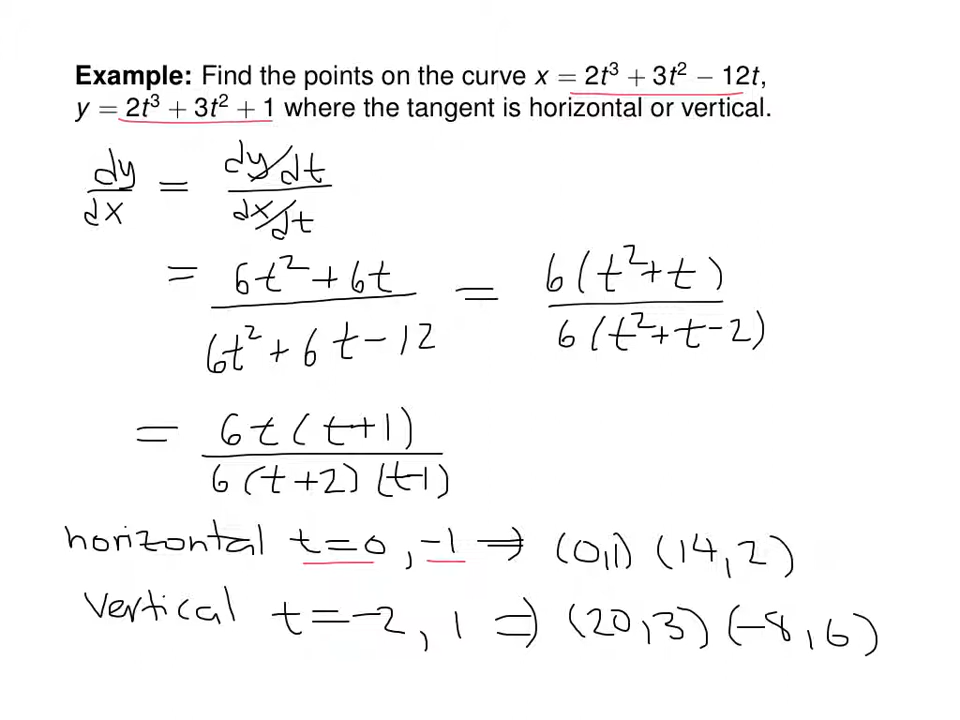 Example: Find the points on the curve x = 2t³ + 3t² − 12t,
y = 2t³ + 3t² + 1 where the tangent is horizontal or vertical.
dy/dx = (dy/dt)/(dx/dt)
= (6t²+6t)/(6t²+6t-12) = 6(t²+t)/6(t²+t-2)
= 6t(t+1)/6(t+2)(t-1)
horizontal t=0, -1 ⇒ (0,1) (14,2)
Vertical t=-2, 1 ⇒ (20,3) (-8,6)